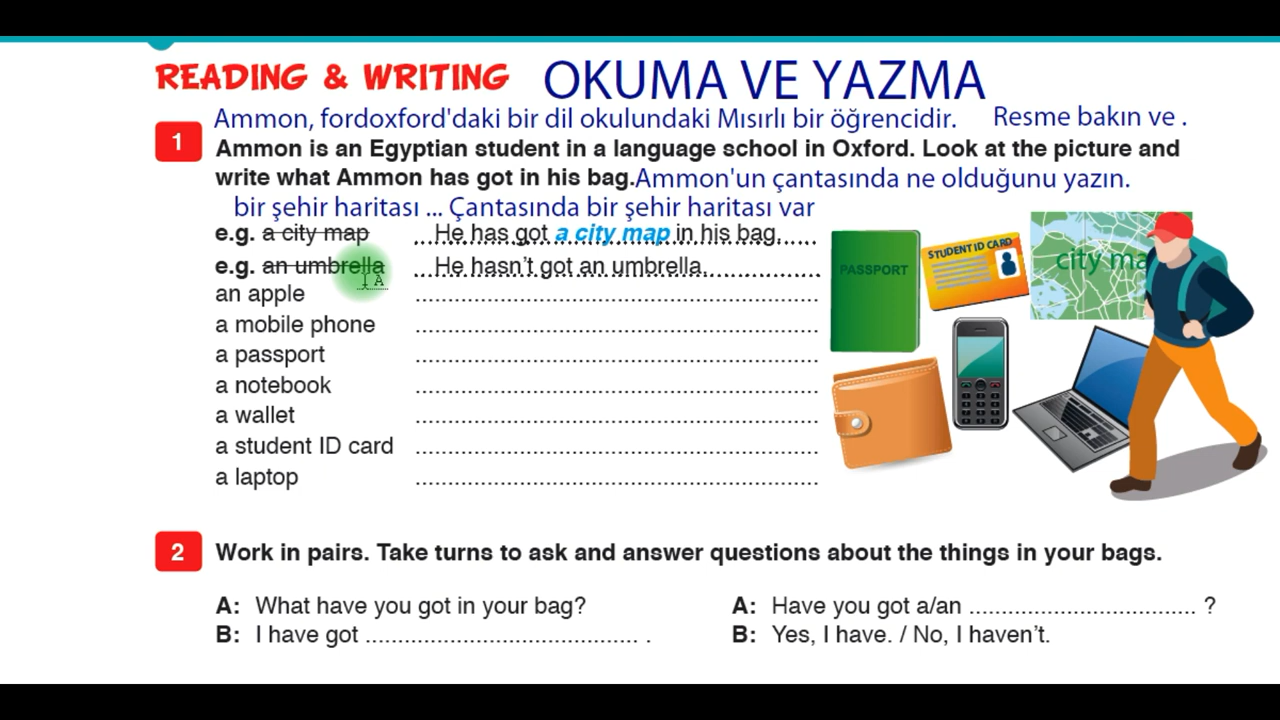 READING & WRITING OKUMA VE YAZMA
Ammon, fordoxford'daki bir dil okulundaki Mısırlı bir öğrencidir. Resme bakın ve .
1 Ammon is an Egyptian student in a language school in Oxford. Look at the picture and
write what Ammon has got in his bag. Ammon'un çantasında ne olduğunu yazın.
bir şehir haritası ... Çantasında bir şehir haritası var
e.g. a city map ....He has got a city map in his bag.....
e.g. an umbrella ....He hasn't got an umbrella.....
an apple ..............................................................
a mobile phone ..............................................................
a passport ..............................................................
a notebook ..............................................................
a wallet ..............................................................
a student ID card ..............................................................
a laptop ..............................................................
PASSPORT
STUDENT ID CARD
city ma
2 Work in pairs. Take turns to ask and answer questions about the things in your bags.
A: What have you got in your bag?
B: I have got .......................................... .
A: Have you got a/an ................................... ?
B: Yes, I have. / No, I haven't.